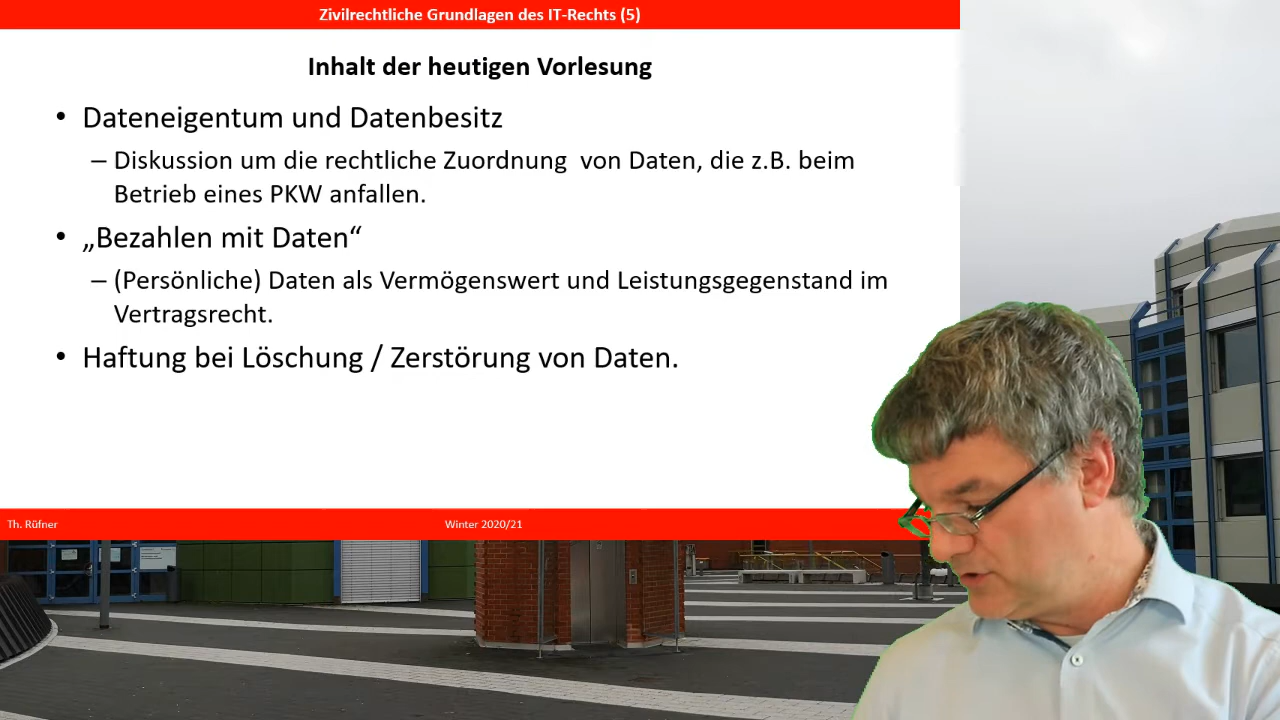 Zivilrechtliche Grundlagen des IT-Rechts (5)
Inhalt der heutigen Vorlesung
• Dateneigentum und Datenbesitz
– Diskussion um die rechtliche Zuordnung  von Daten, die z.B. beim
Betrieb eines PKW anfallen.
• „Bezahlen mit Daten“
– (Persönliche) Daten als Vermögenswert und Leistungsgegenstand im
Vertragsrecht.
• Haftung bei Löschung / Zerstörung von Daten.
Th. Rüfner
Winter 2020/21